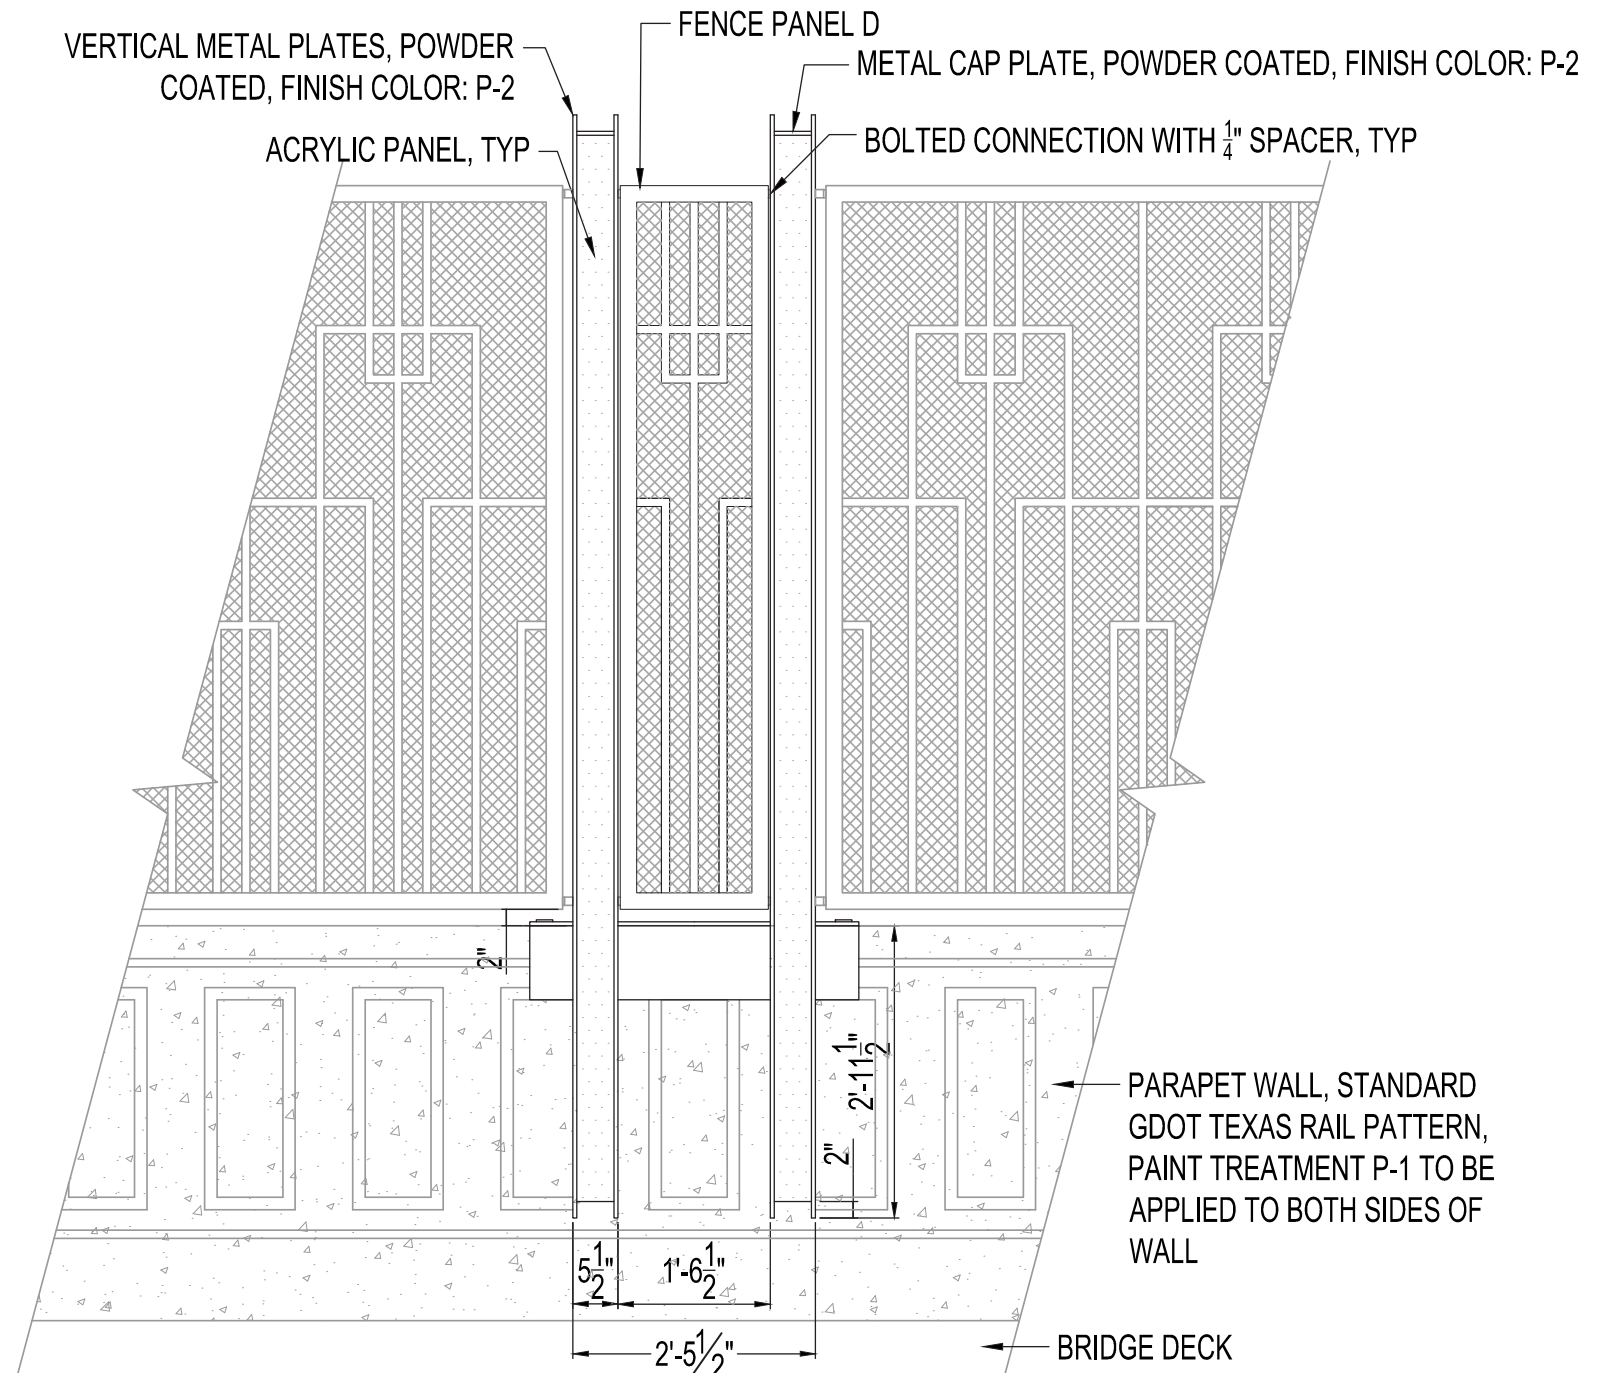 FENCE PANEL D
VERTICAL METAL PLATES, POWDER
COATED, FINISH COLOR: P-2
METAL CAP PLATE, POWDER COATED, FINISH COLOR: P-2
ACRYLIC PANEL, TYP
BOLTED CONNECTION WITH 1/4" SPACER, TYP
2"
2'-11 1/2"
2"
PARAPET WALL, STANDARD
GDOT TEXAS RAIL PATTERN,
PAINT TREATMENT P-1 TO BE
APPLIED TO BOTH SIDES OF
WALL
5 1/2"
1'-6 1/2"
2'-5 1/2"
BRIDGE DECK